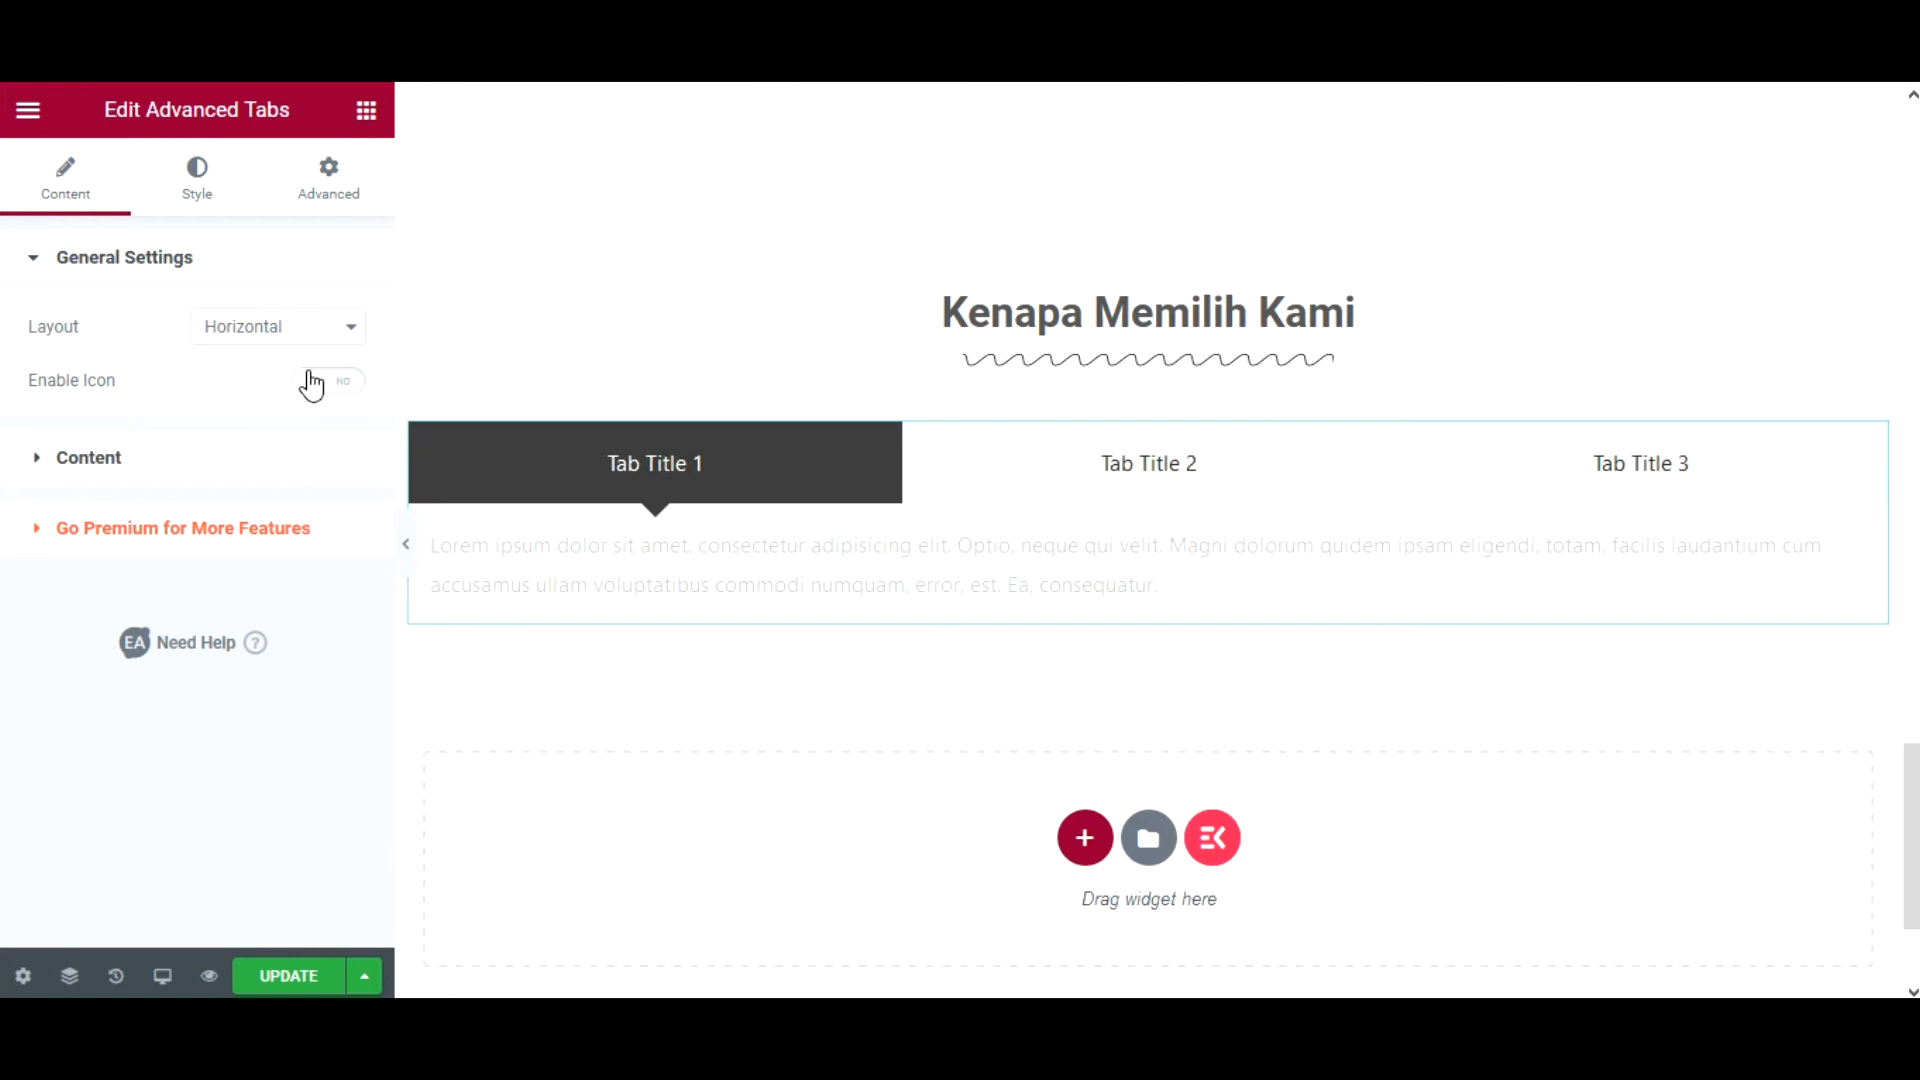 Edit Advanced Tabs
Content
Style
Advanced
General Settings
Layout
Horizontal
Enable Icon
NO
Content
Go Premium for More Features
EA Need Help ?
UPDATE
Kenapa Memilih Kami
Tab Title 1
Tab Title 2
Tab Title 3
Lorem ipsum dolor sit amet, consectetur adipisicing elit. Optio, neque qui velit. Magni dolorum quidem ipsam eligendi, totam, facilis laudantium cum
accusamus ullam voluptatibus commodi numquam, error, est. Ea, consequatur.
Drag widget here